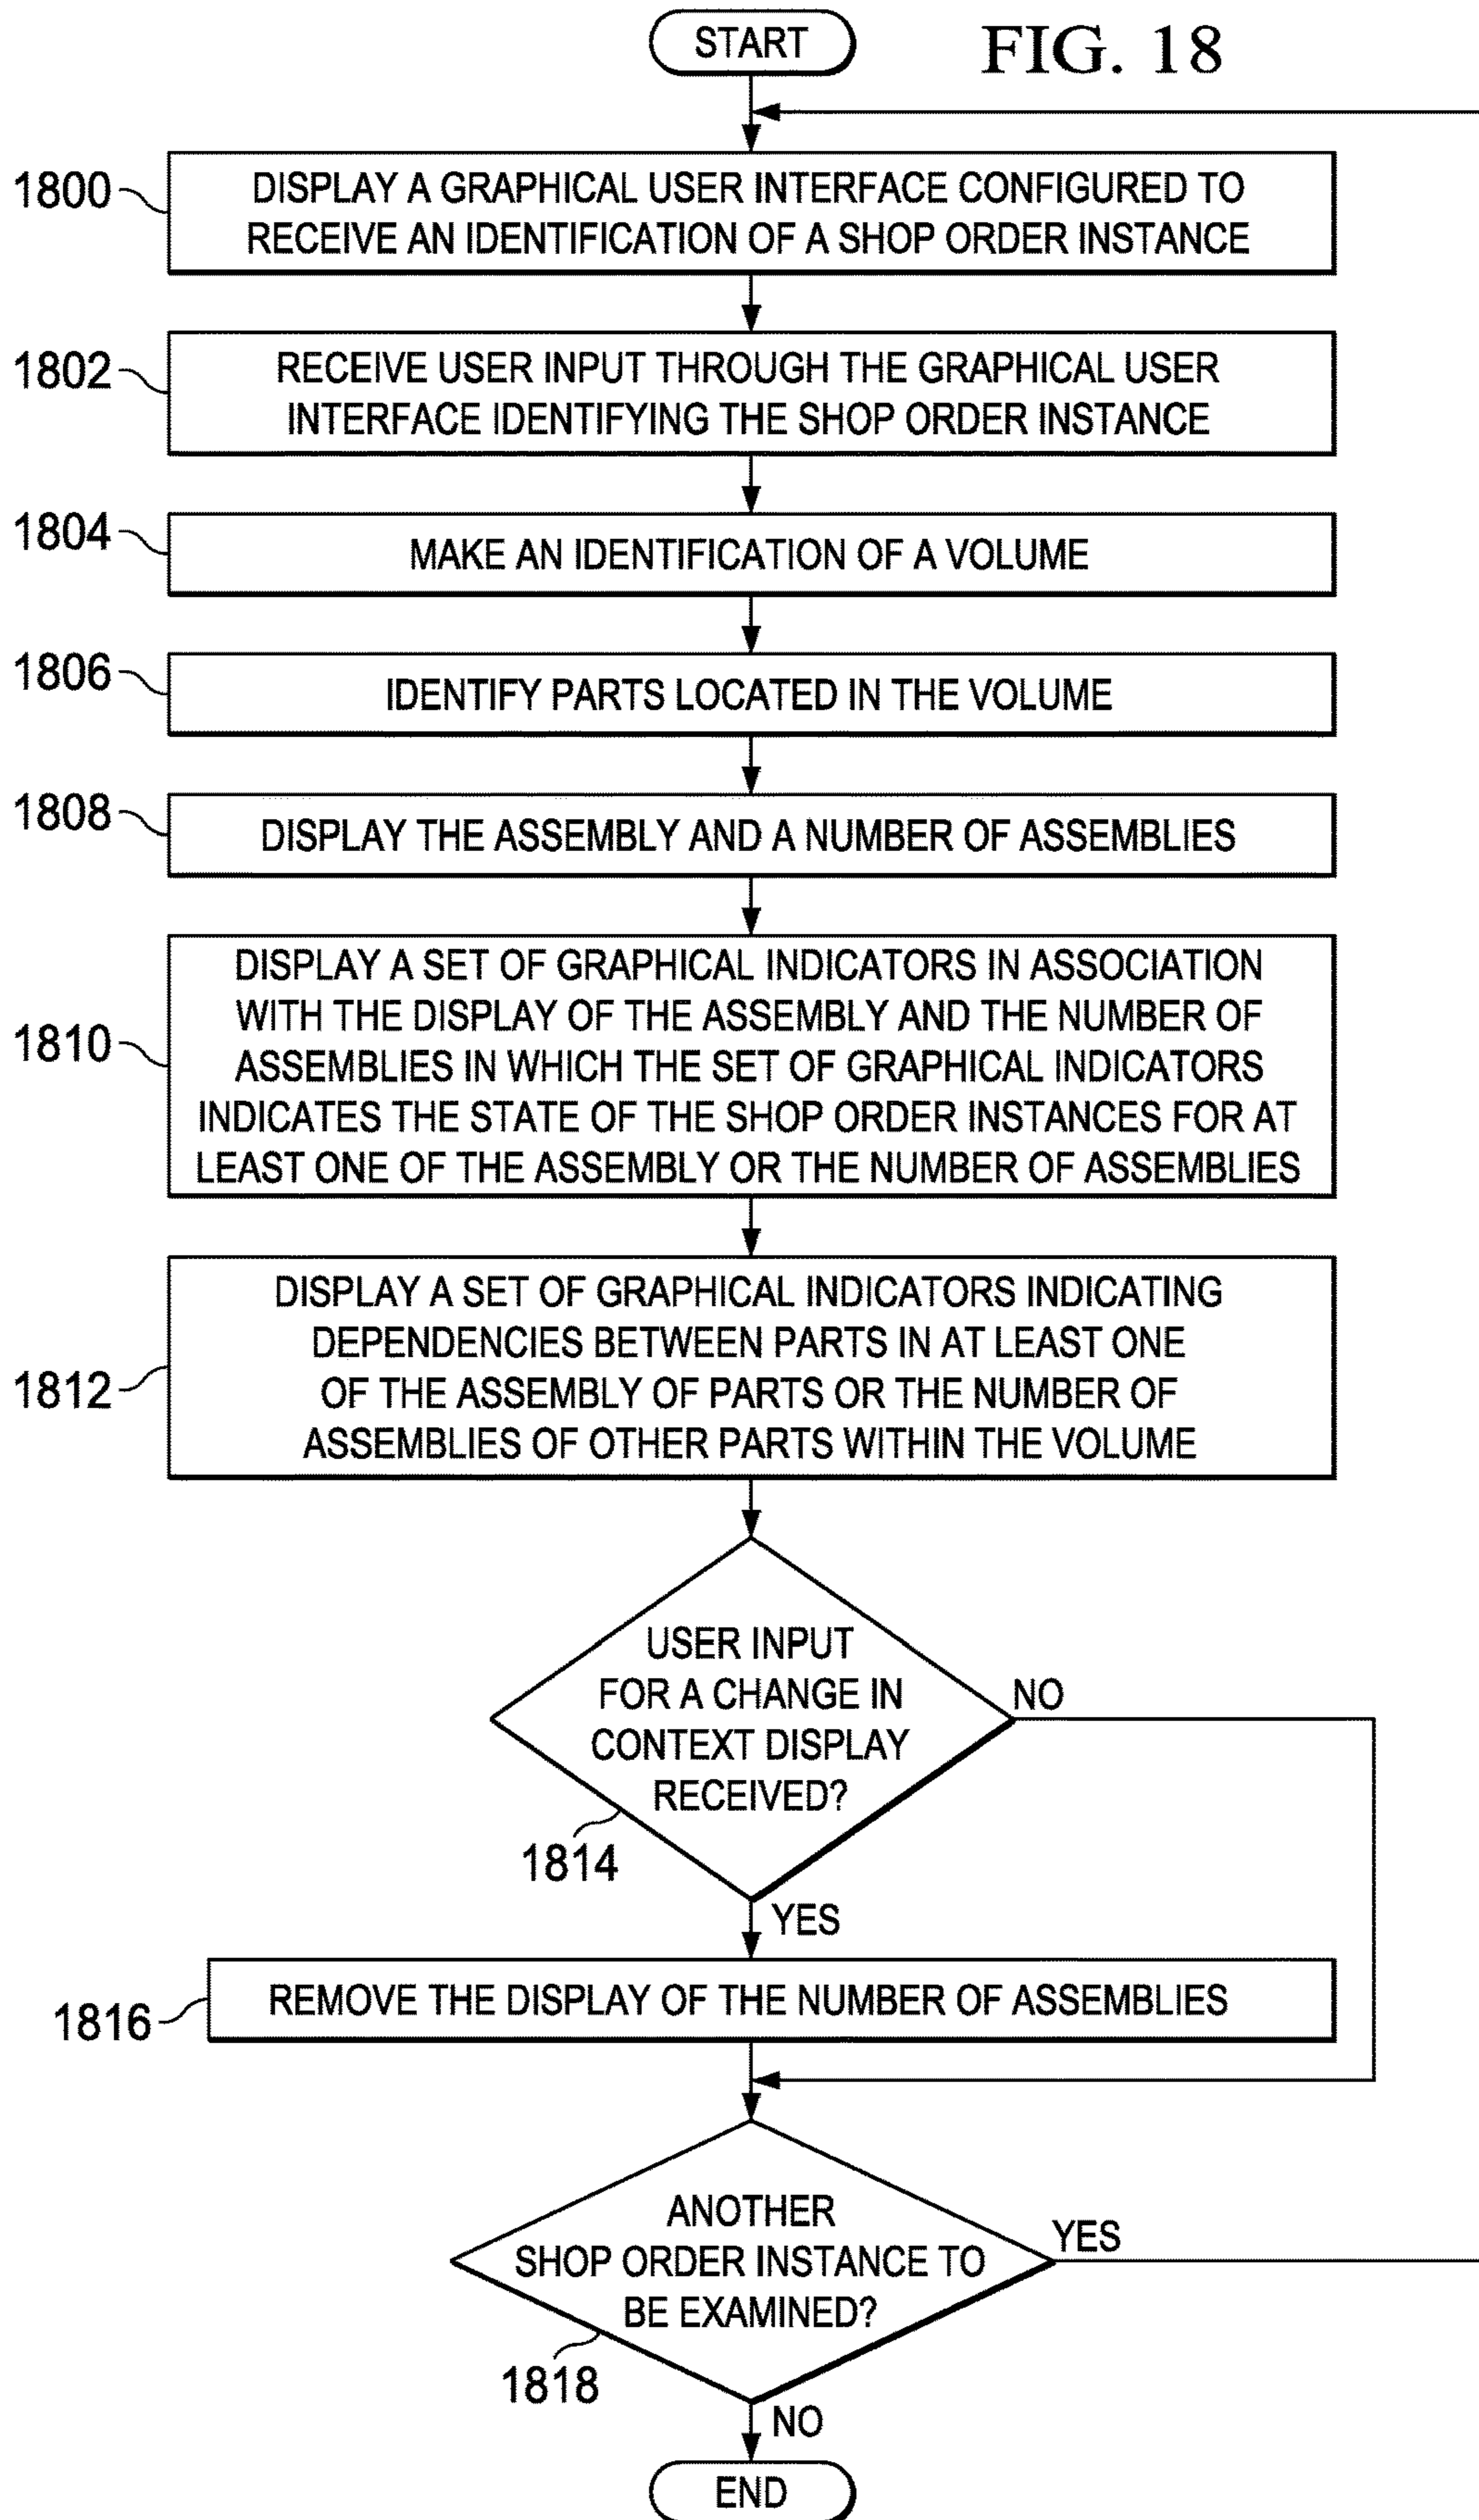 START
FIG. 18
1800
DISPLAY A GRAPHICAL USER INTERFACE CONFIGURED TO
RECEIVE AN IDENTIFICATION OF A SHOP ORDER INSTANCE
1802
RECEIVE USER INPUT THROUGH THE GRAPHICAL USER
INTERFACE IDENTIFYING THE SHOP ORDER INSTANCE
1804
MAKE AN IDENTIFICATION OF A VOLUME
1806
IDENTIFY PARTS LOCATED IN THE VOLUME
1808
DISPLAY THE ASSEMBLY AND A NUMBER OF ASSEMBLIES
1810
DISPLAY A SET OF GRAPHICAL INDICATORS IN ASSOCIATION
WITH THE DISPLAY OF THE ASSEMBLY AND THE NUMBER OF
ASSEMBLIES IN WHICH THE SET OF GRAPHICAL INDICATORS
INDICATES THE STATE OF THE SHOP ORDER INSTANCES FOR AT
LEAST ONE OF THE ASSEMBLY OR THE NUMBER OF ASSEMBLIES
1812
DISPLAY A SET OF GRAPHICAL INDICATORS INDICATING
DEPENDENCIES BETWEEN PARTS IN AT LEAST ONE
OF THE ASSEMBLY OF PARTS OR THE NUMBER OF
ASSEMBLIES OF OTHER PARTS WITHIN THE VOLUME
USER INPUT
FOR A CHANGE IN
CONTEXT DISPLAY
RECEIVED?
NO
1814
YES
1816
REMOVE THE DISPLAY OF THE NUMBER OF ASSEMBLIES
ANOTHER
SHOP ORDER INSTANCE TO
BE EXAMINED?
YES
1818
NO
END